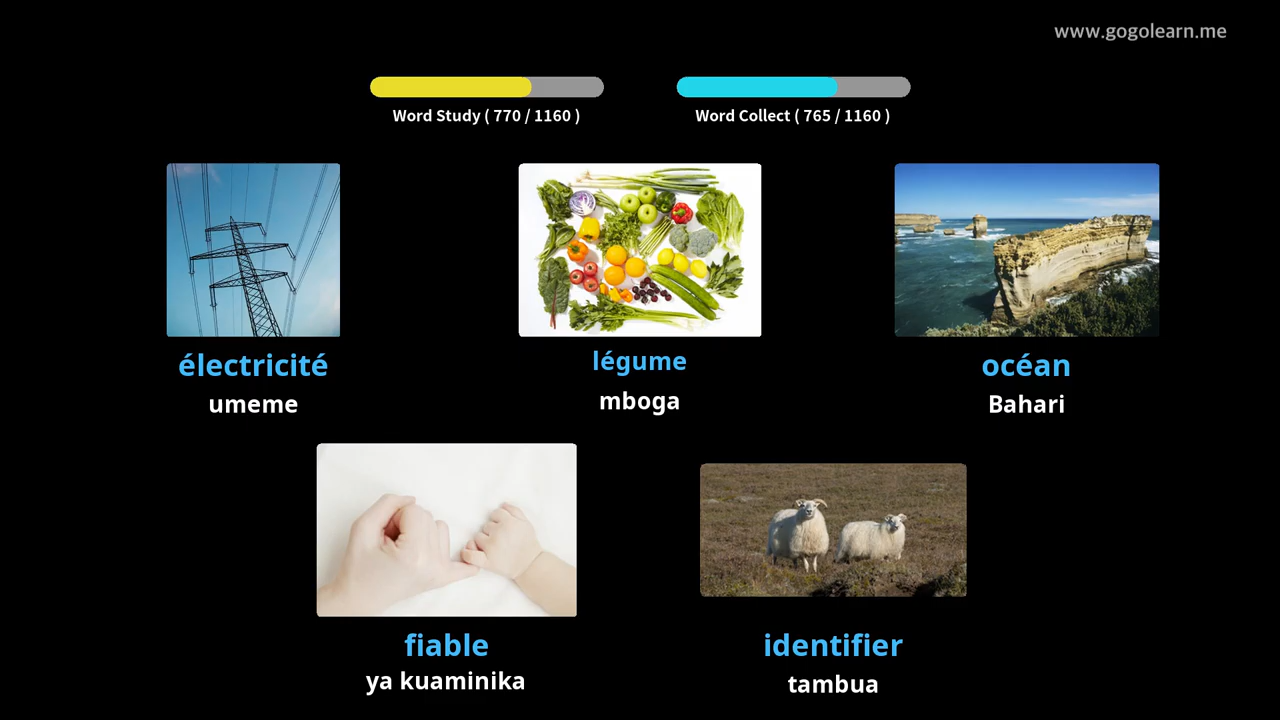 www.gogolearn.me
Word Study ( 770 / 1160 )
Word Collect ( 765 / 1160 )
électricité
umeme
légume
mboga
océan
Bahari
fiable
ya kuaminika
identifier
tambua